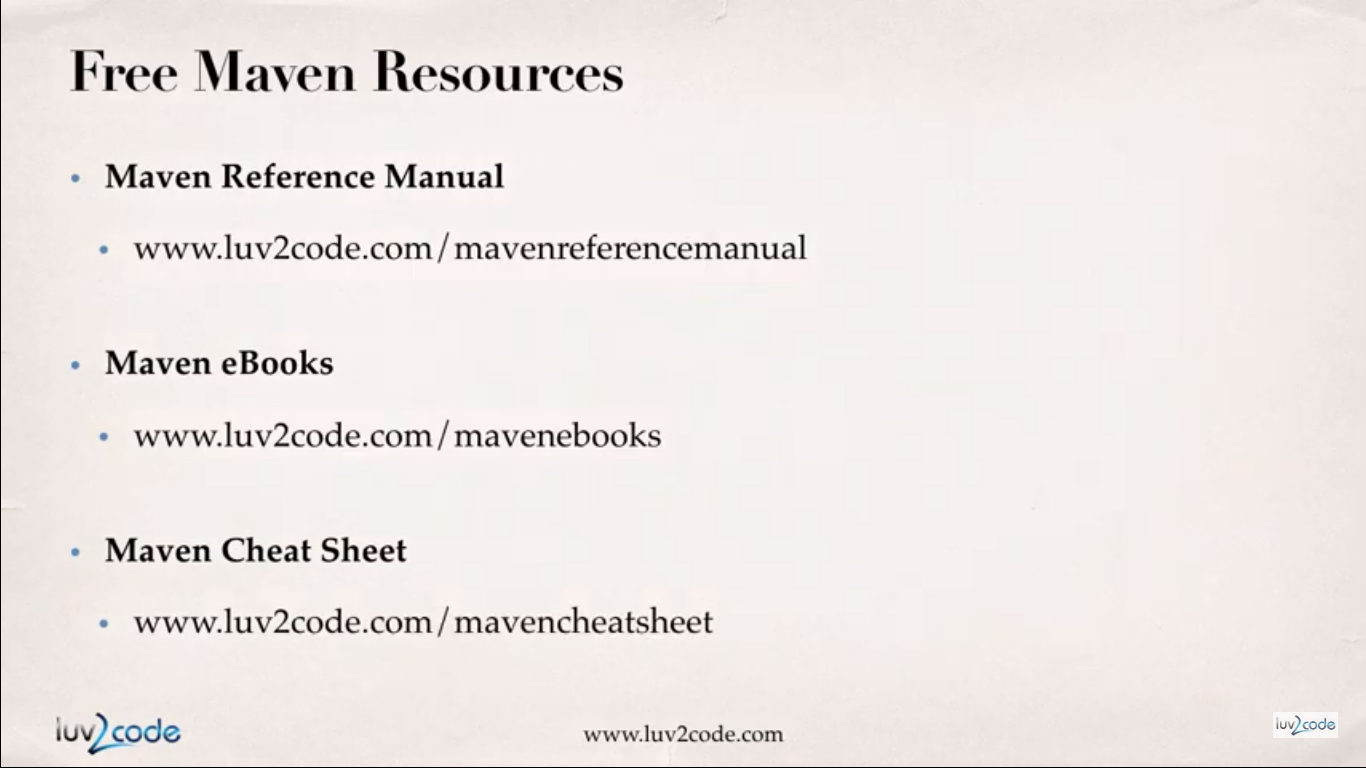 Free Maven Resources
Maven Reference Manual
www.luv2code.com/mavenreferencemanual
Maven eBooks
www.luv2code.com/mavenebooks
Maven Cheat Sheet
www.luv2code.com/mavencheatsheet
luv2code
www.luv2code.com
luv2code